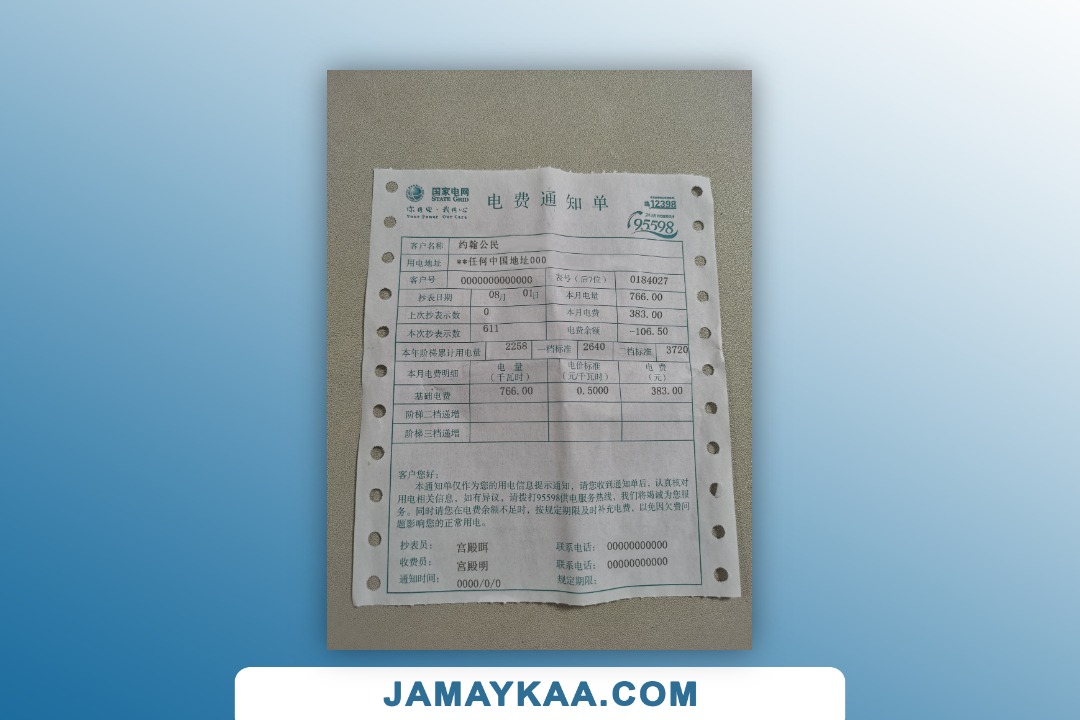 国家电网
STATE GRID
你用电·我用心
Your Power Our Care
电费通知单
12398
95598
客户名称 约翰公民
用电地址 **任何中国地址000
客户号 0000000000000 表号（后7位） 0184027
抄表日期 08月 01日 本月电量 766.00
上次抄表示数 0 本月电费 383.00
本次抄表示数 611 电费余额 -106.50
本年阶梯累计用电量 2258 一档标准 2640 二档标准 3720
本月电费明细 电量（千瓦时） 电价标准（元/千瓦时） 电费（元）
基础电费 766.00 0.5000 383.00
阶梯二档递增
阶梯三档递增
客户您好：
本通知单仅作为您的用电信息提示通知，请您收到通知单后，认真核对
用电相关信息，如有异议，请拨打95598供电服务热线，我们将竭诚为您服
务。同时请您在电费余额不足时，按规定期限及时补充电费，以免因欠费问
题影响您的正常用电。
抄表员： 宫殿明 联系电话： 00000000000
收费员： 宫殿明 联系电话： 00000000000
通知时间： 0000/0/0 规定期限：
JAMAYKAA.COM